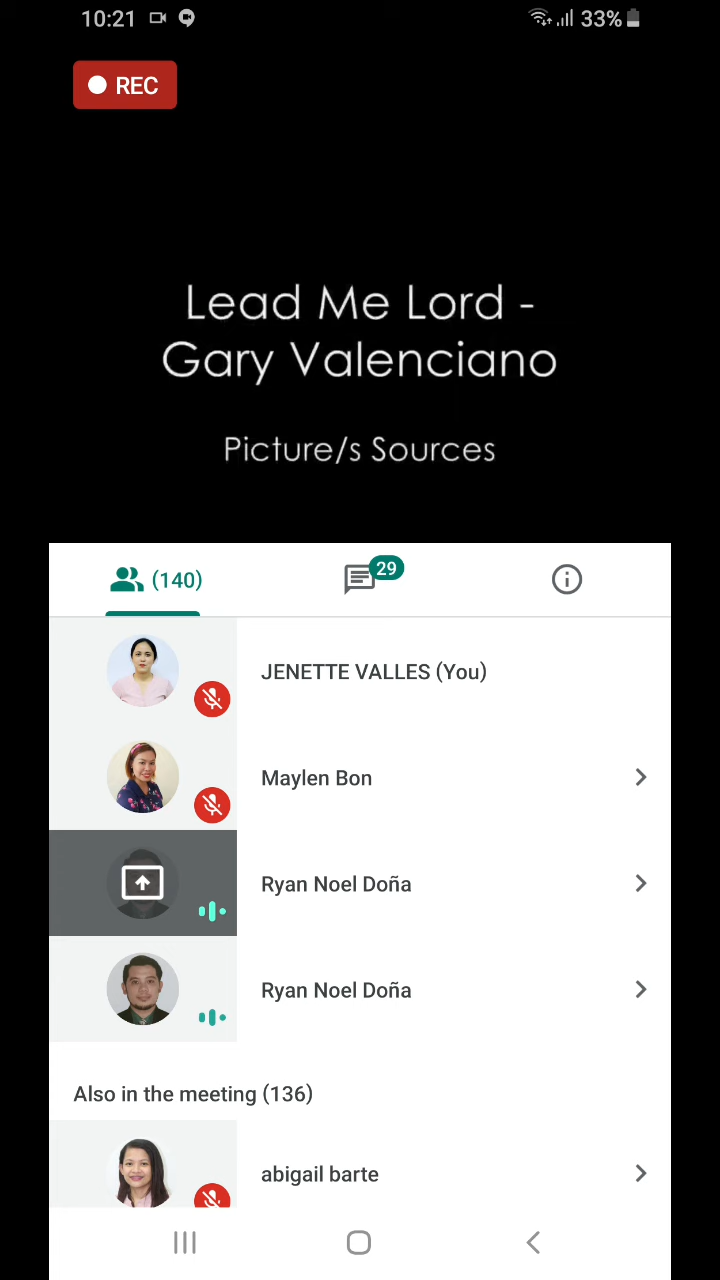 10:21
33%
REC
Lead Me Lord -
Gary Valenciano
Picture/s Sources
(140)
29
JENETTE VALLES (You)
Maylen Bon
Ryan Noel Doña
Ryan Noel Doña
Also in the meeting (136)
abigail barte